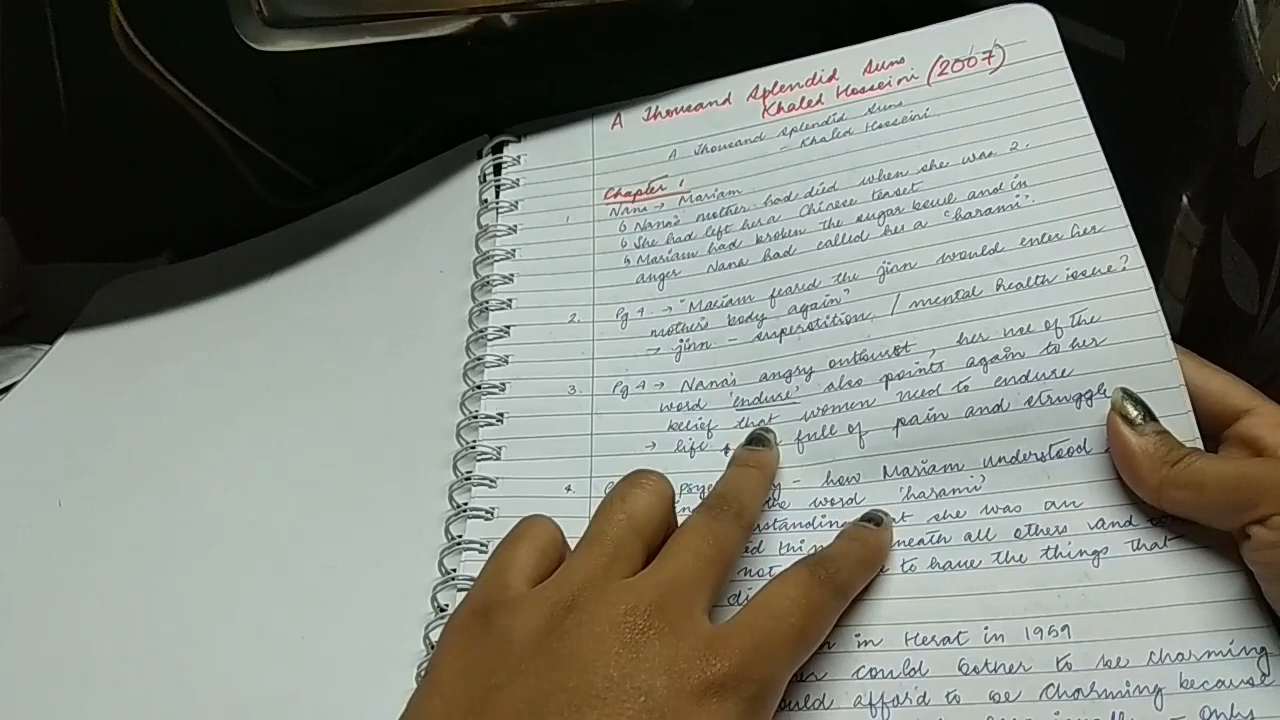 A Thousand Splendid Suns
Khaled Hosseini (2007)
A Thousand Splendid Suns
- Khaled Hosseini
Chapter 1
1. Nana → Mariam
↳ Nana's mother had died when she was 2.
↳ She had left her a Chinese teaset
↳ Mariam had broken the sugar bowl and in
anger Nana had called her a "harami".
2. Pg 4. → "Mariam feared the jinn would enter her
mother's body again"
→ jinn - superstition / mental health issue?
3. Pg 4 → Nana's angry outburst, her use of the
word 'endure' also points again to her
belief that women need to endure
→ life full of pain and struggle
4. - how Mariam understood
the word 'harami'
she was an
beneath all others and
not to have the things that
in Herat in 1959
could bother to be charming
afford to be charming because
- only